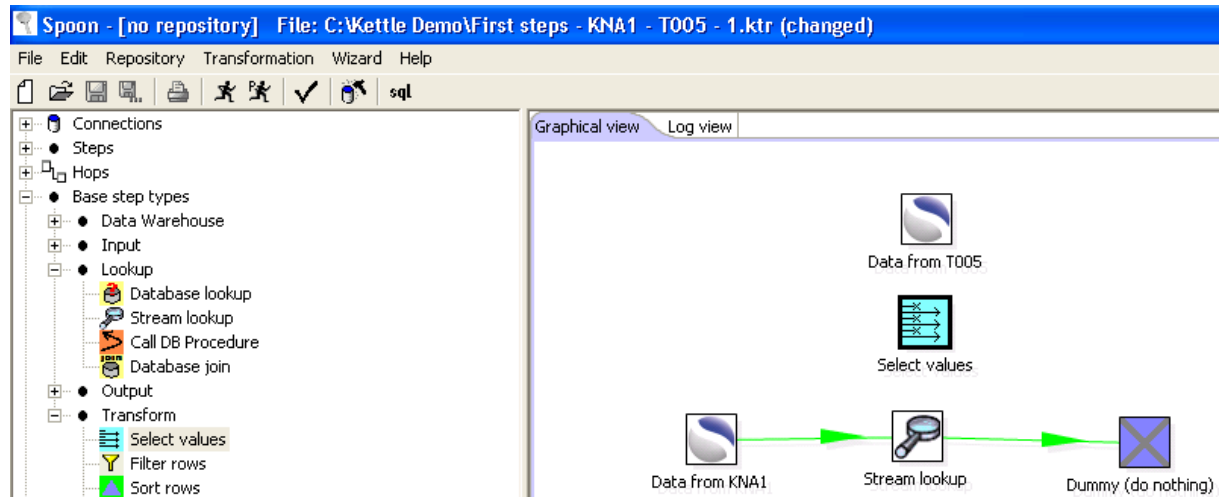 Spoon - [no repository] File: C:\Kettle Demo\First steps - KNA1 - T005 - 1.ktr (changed)
File Edit Repository Transformation Wizard Help
sql
Connections
Steps
Hops
Base step types
Data Warehouse
Input
Lookup
Database lookup
Stream lookup
Call DB Procedure
Database join
Output
Transform
Select values
Filter rows
Sort rows
Graphical view Log view
Data from T005
Select values
Data from KNA1 Stream lookup Dummy (do nothing)